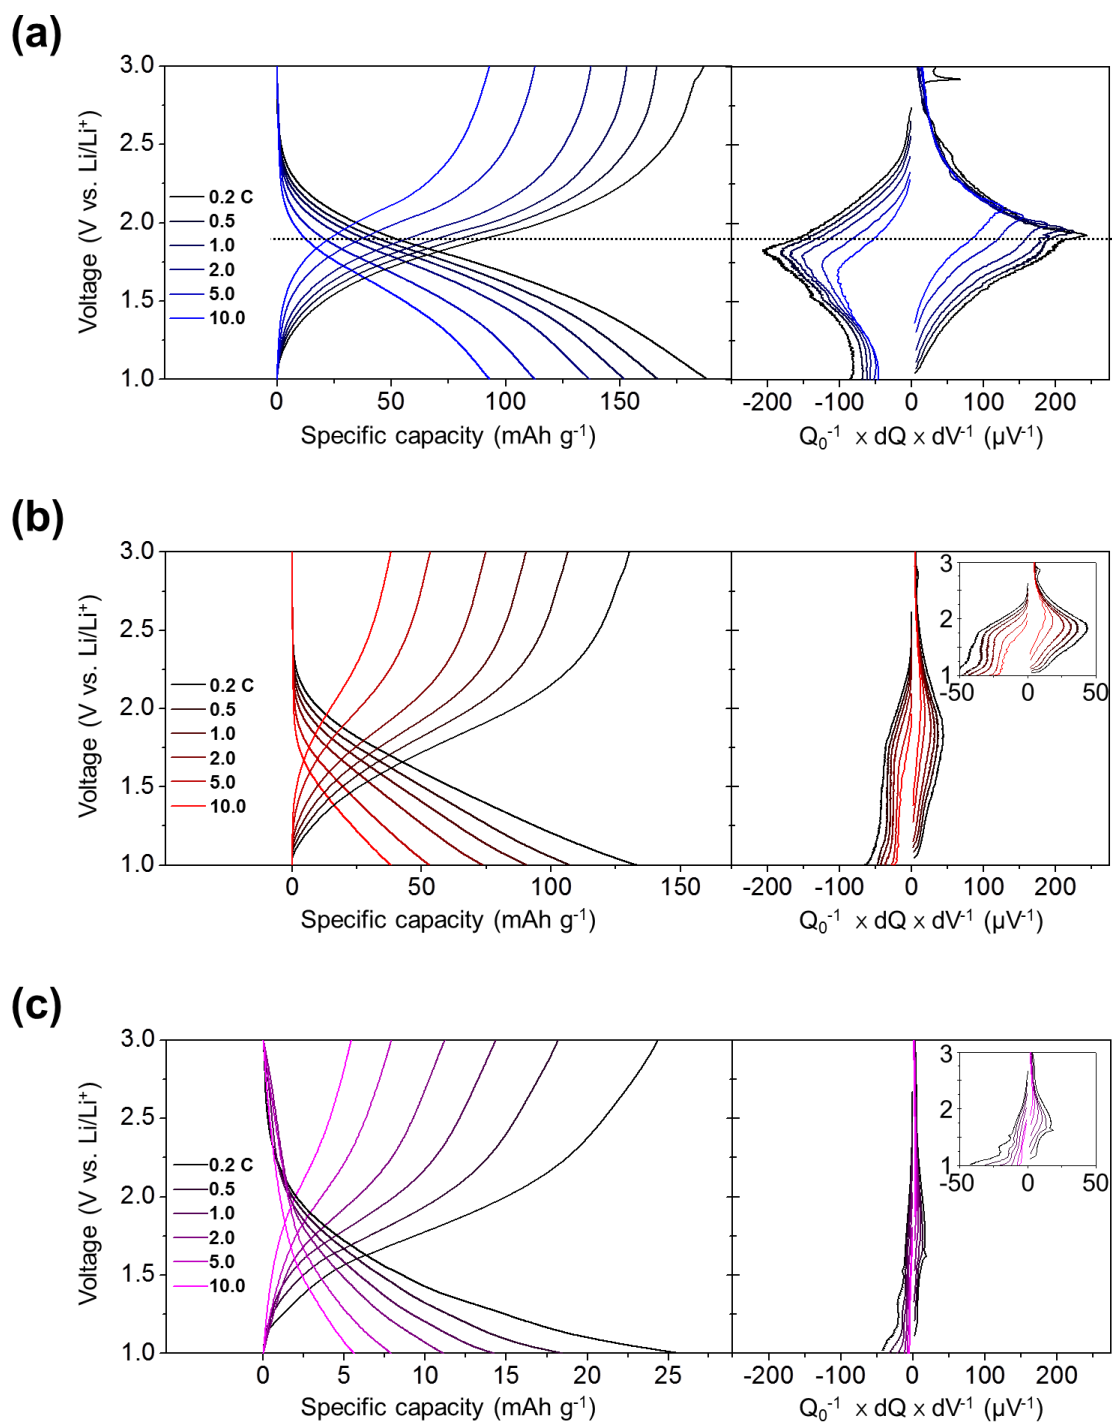 (a)
3.0
2.5
2.0
1.5
1.0
Voltage (V vs. Li/Li⁺)
0.2 C
0.5
1.0
2.0
5.0
10.0
0 50 100 150
Specific capacity (mAh g⁻¹)
-200 -100 0 100 200
Q₀⁻¹ × dQ × dV⁻¹ (µV⁻¹)
(b)
3.0
2.5
2.0
1.5
1.0
Voltage (V vs. Li/Li⁺)
0.2 C
0.5
1.0
2.0
5.0
10.0
0 50 100 150
Specific capacity (mAh g⁻¹)
3
2
1
-50 0 50
-200 -100 0 100 200
Q₀⁻¹ × dQ × dV⁻¹ (µV⁻¹)
(c)
3.0
2.5
2.0
1.5
1.0
Voltage (V vs. Li/Li⁺)
0.2 C
0.5
1.0
2.0
5.0
10.0
0 5 10 15 20 25
Specific capacity (mAh g⁻¹)
3
2
1
-50 0 50
-200 -100 0 100 200
Q₀⁻¹ × dQ × dV⁻¹ (µV⁻¹)